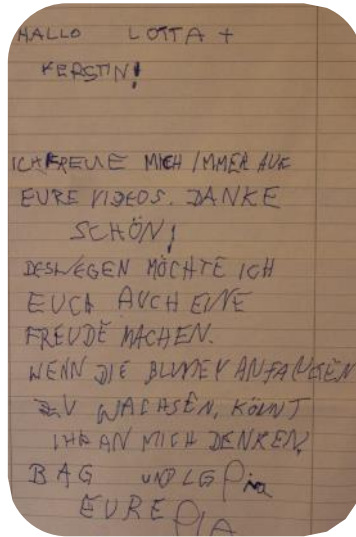 HALLO LOTTA +
KERSTIN!
ICH FREUE MICH IMMER AUF
EURE VIDEOS. DANKE
SCHÖN!
DESWEGEN MÖCHTE ICH
EUCH AUCH EINE
FREUDE MACHEN.
WENN DIE BLUMEN ANFANGEN
ZU WACHSEN, KÖNNT
IHR AN MICH DENKEN.
BAG UND LG Pia
EURE PIA